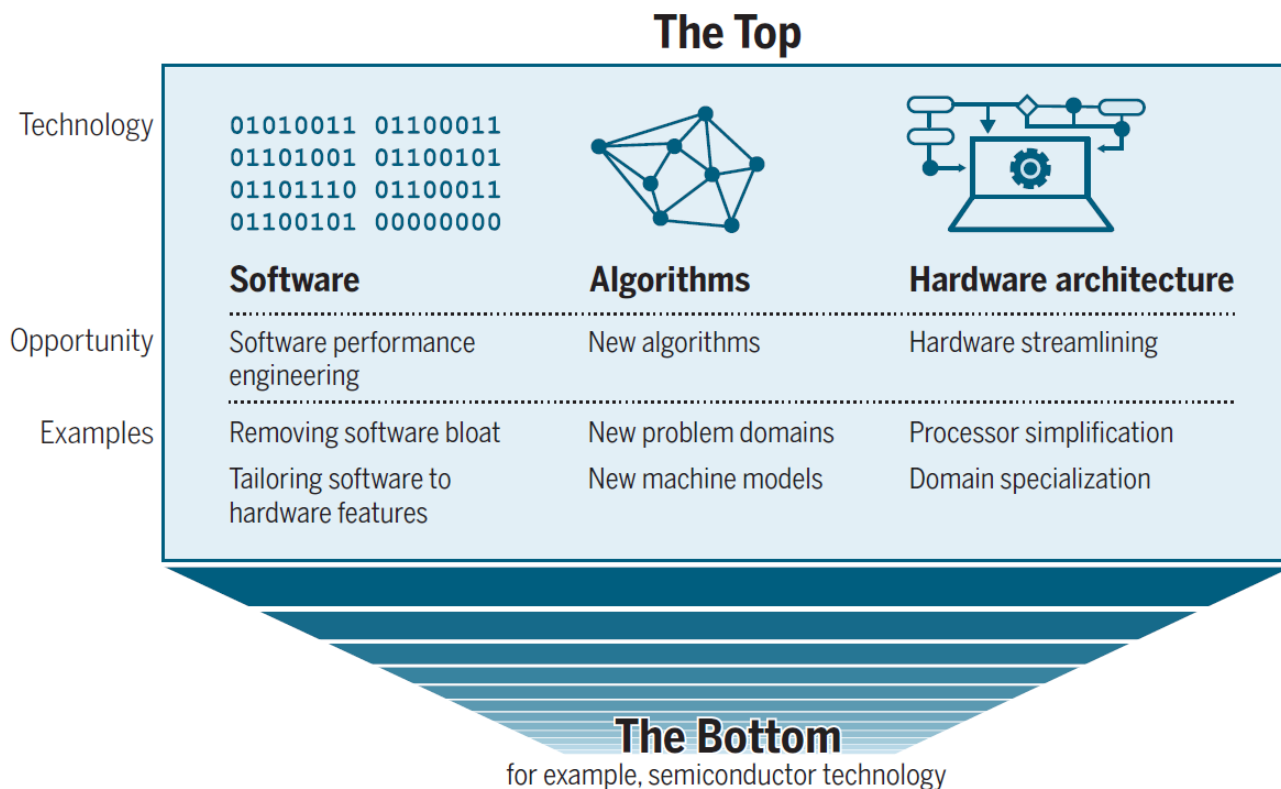 The Top
Technology
01010011 01100011
01101001 01100101
01101110 01100011
01100101 00000000
Software
Algorithms
Hardware architecture
Opportunity
Software performance
engineering
New algorithms
Hardware streamlining
Examples
Removing software bloat
New problem domains
Processor simplification
Tailoring software to
hardware features
New machine models
Domain specialization
The Bottom
for example, semiconductor technology